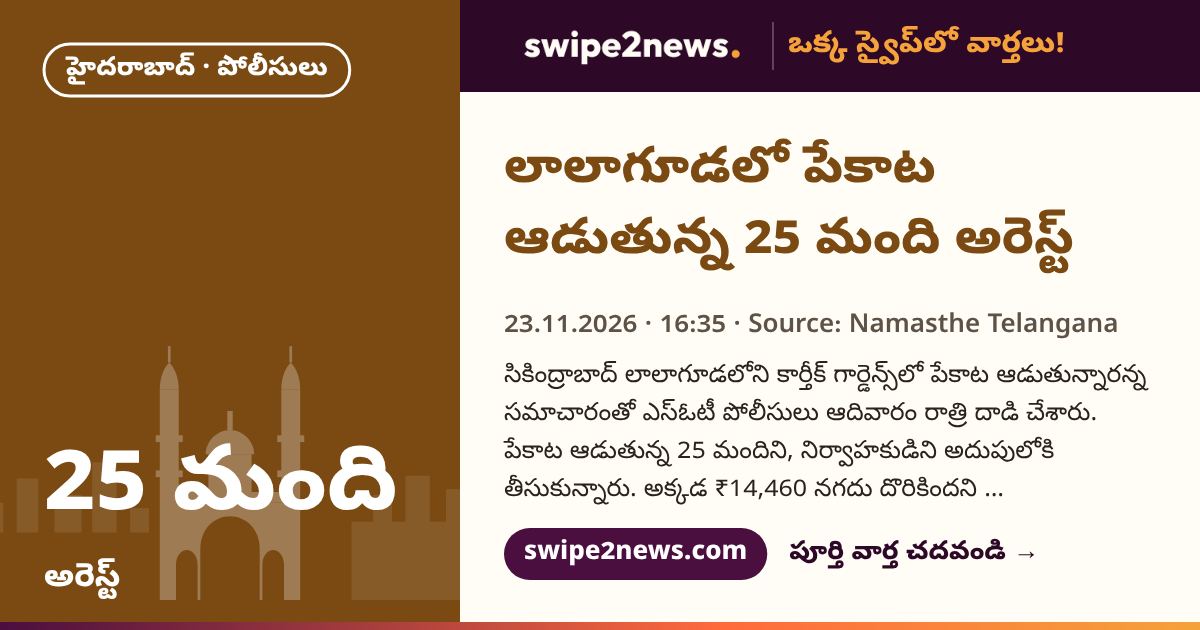 హైదరాబాద్ · పోలీసులు
swipe2news.
ఒక్క స్వైప్‌లో వార్తలు!
లాలాగూడలో పేకాట
ఆడుతున్న 25 మంది అరెస్ట్
23.11.2026 · 16:35 · Source: Namasthe Telangana
సికింద్రాబాద్ లాలాగూడలోని కార్తీక్ గార్డెన్స్‌లో పేకాట ఆడుతున్నారన్న
సమాచారంతో ఎస్ఓటీ పోలీసులు ఆదివారం రాత్రి దాడి చేశారు.
పేకాట ఆడుతున్న 25 మందిని, నిర్వాహకుడిని అదుపులోకి
తీసుకున్నారు. అక్కడ ₹14,460 నగదు దొరికిందని ...
25 మంది
అరెస్ట్
swipe2news.com
పూర్తి వార్త చదవండి →